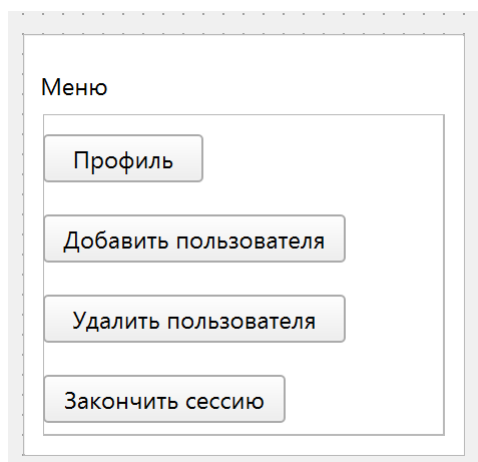 Меню
Профиль
Добавить пользователя
Удалить пользователя
Закончить сессию